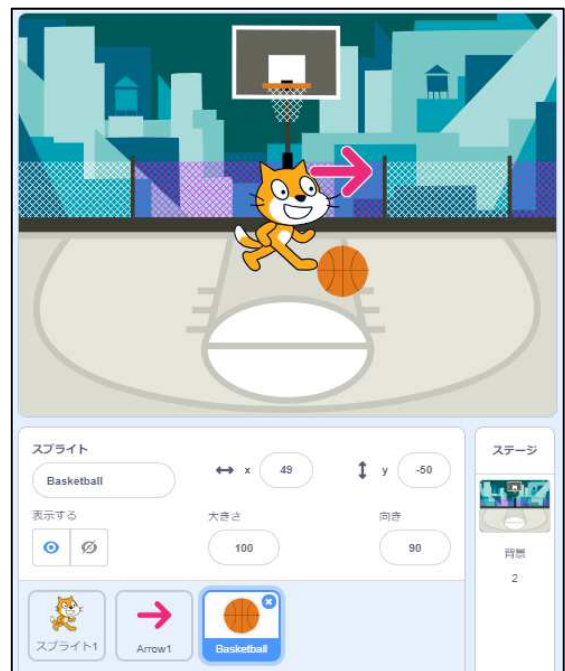 スプライト
Basketball
x 49
y -50
表示する
大きさ
向き
100
90
スプライト1
Arrow1
Basketball
ステージ
背景
2